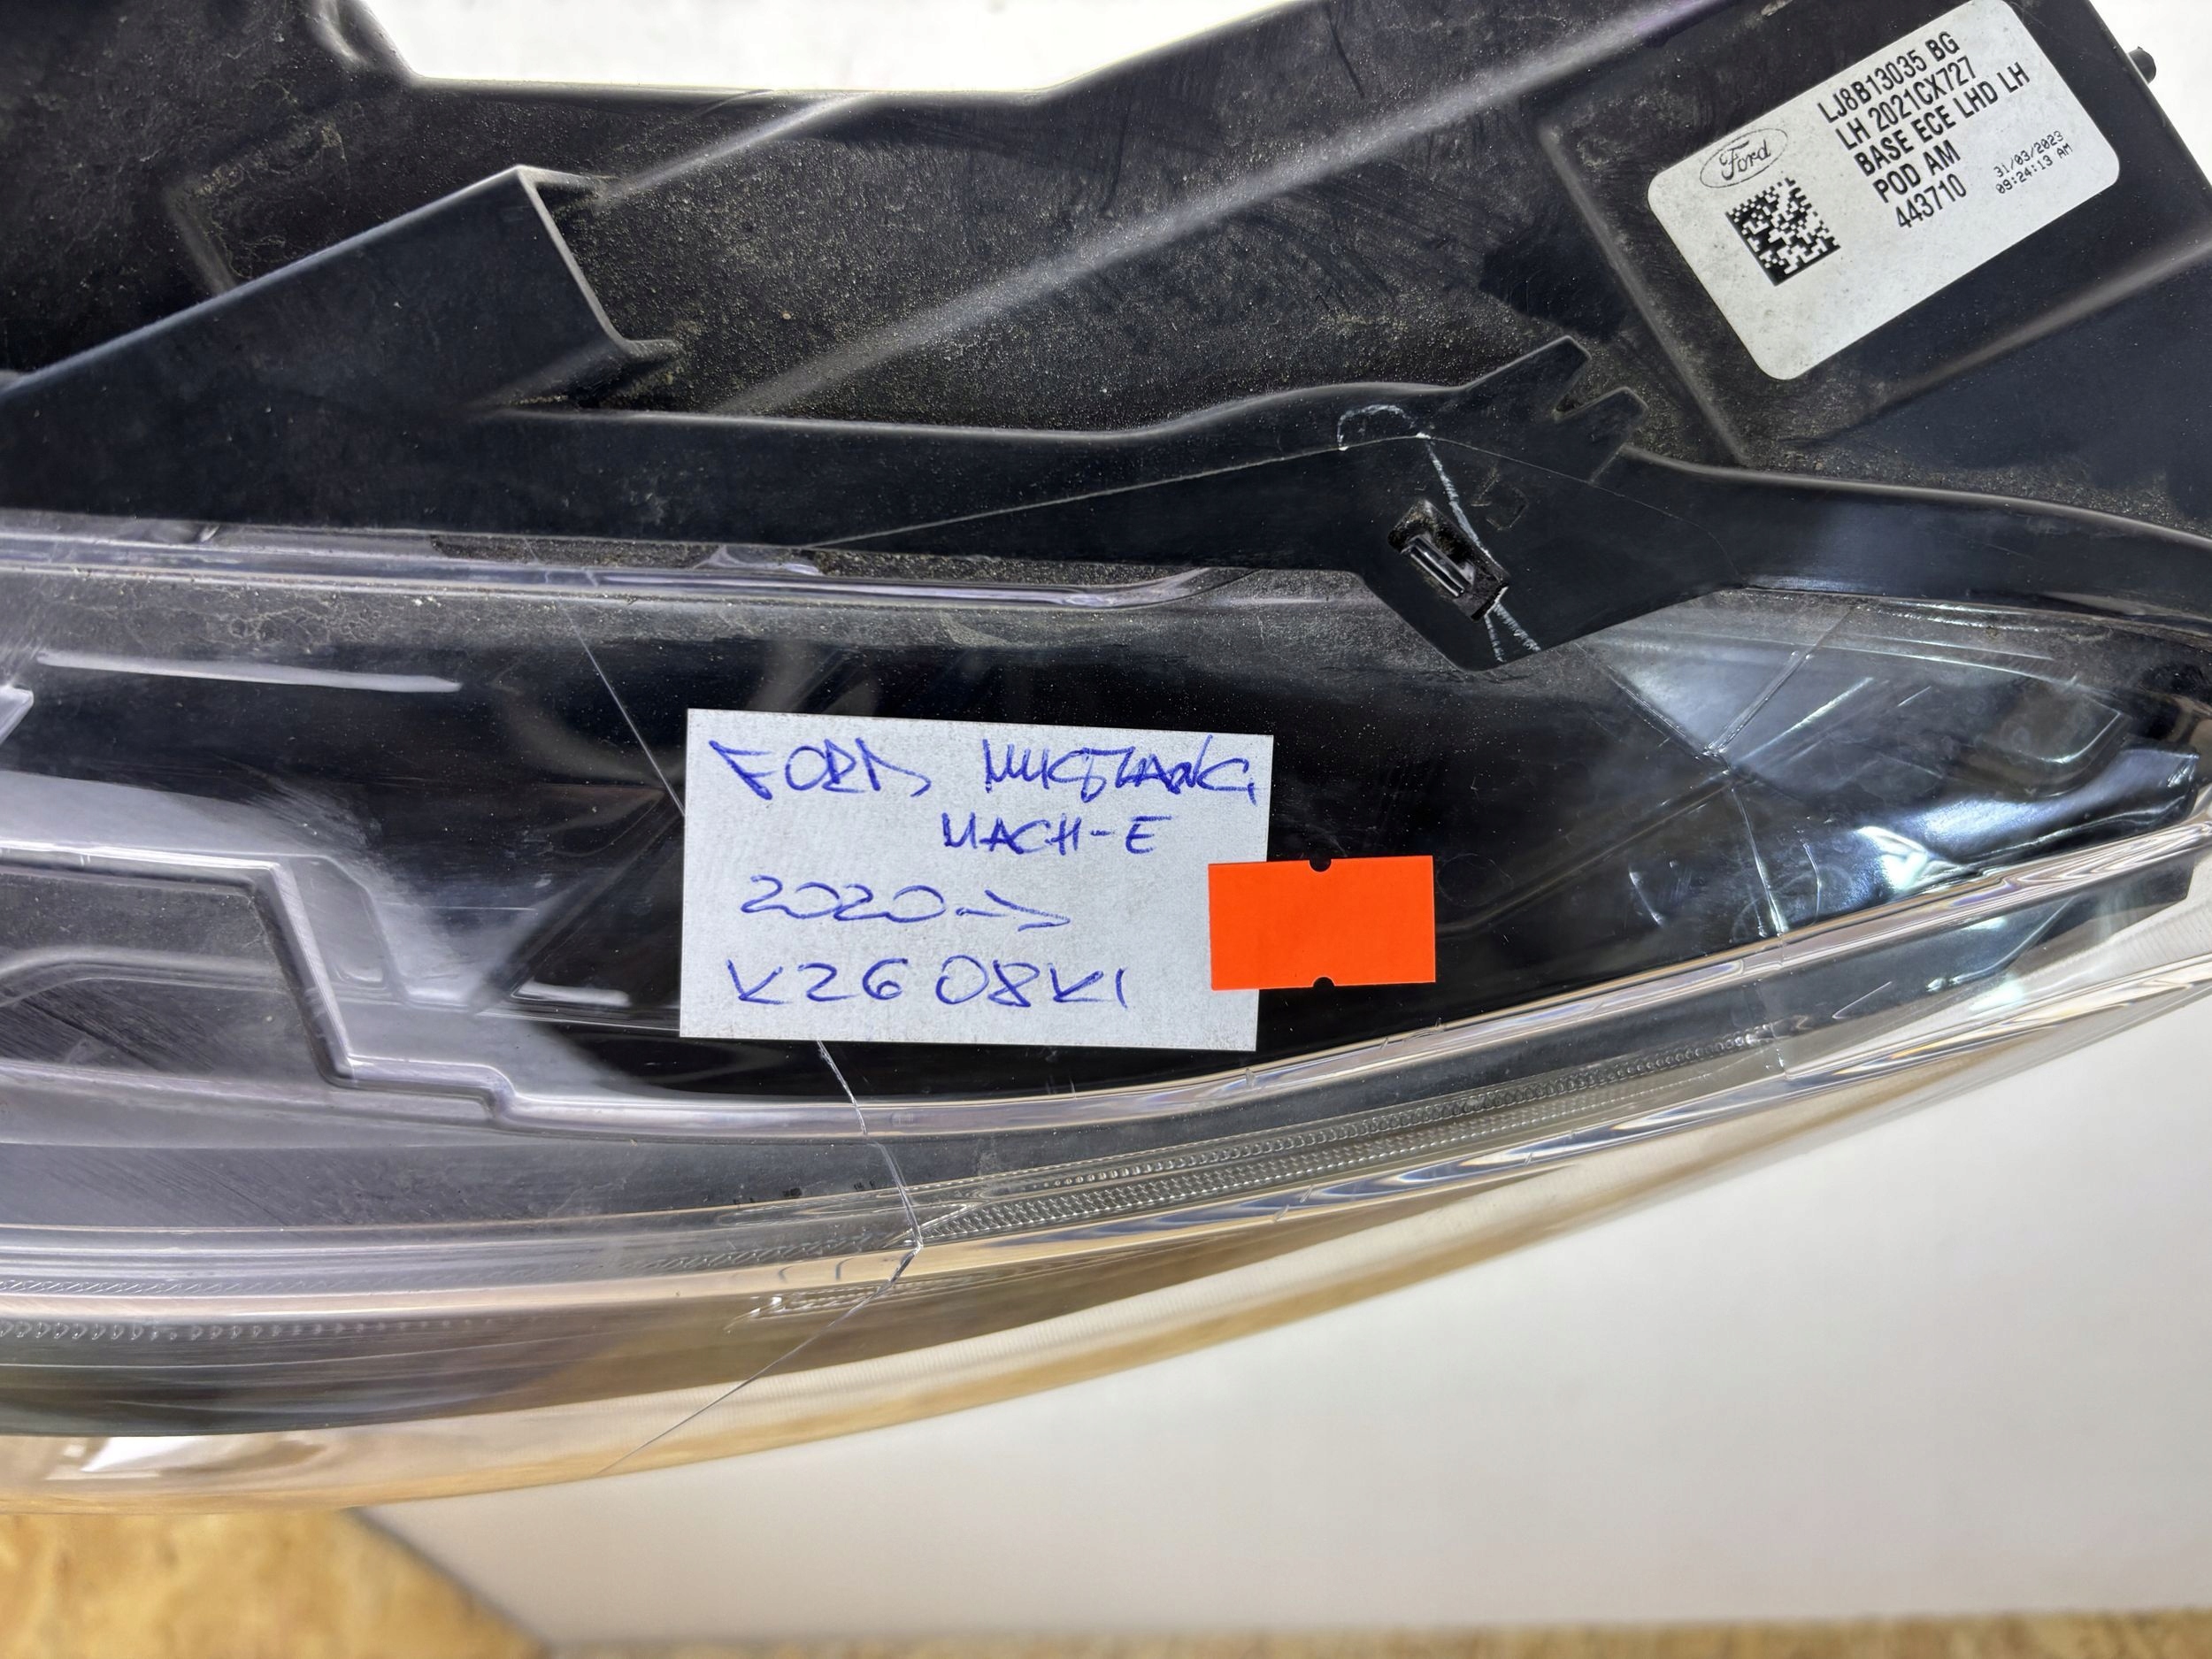 Ford
LJ8B13035 BG
LH 2021CX727
BASE ECE LHD LH
POD AM
443710
31/03/2023
09:24:13 AM
FORD MUSTANG
MACH-E
2020->
K2608K1